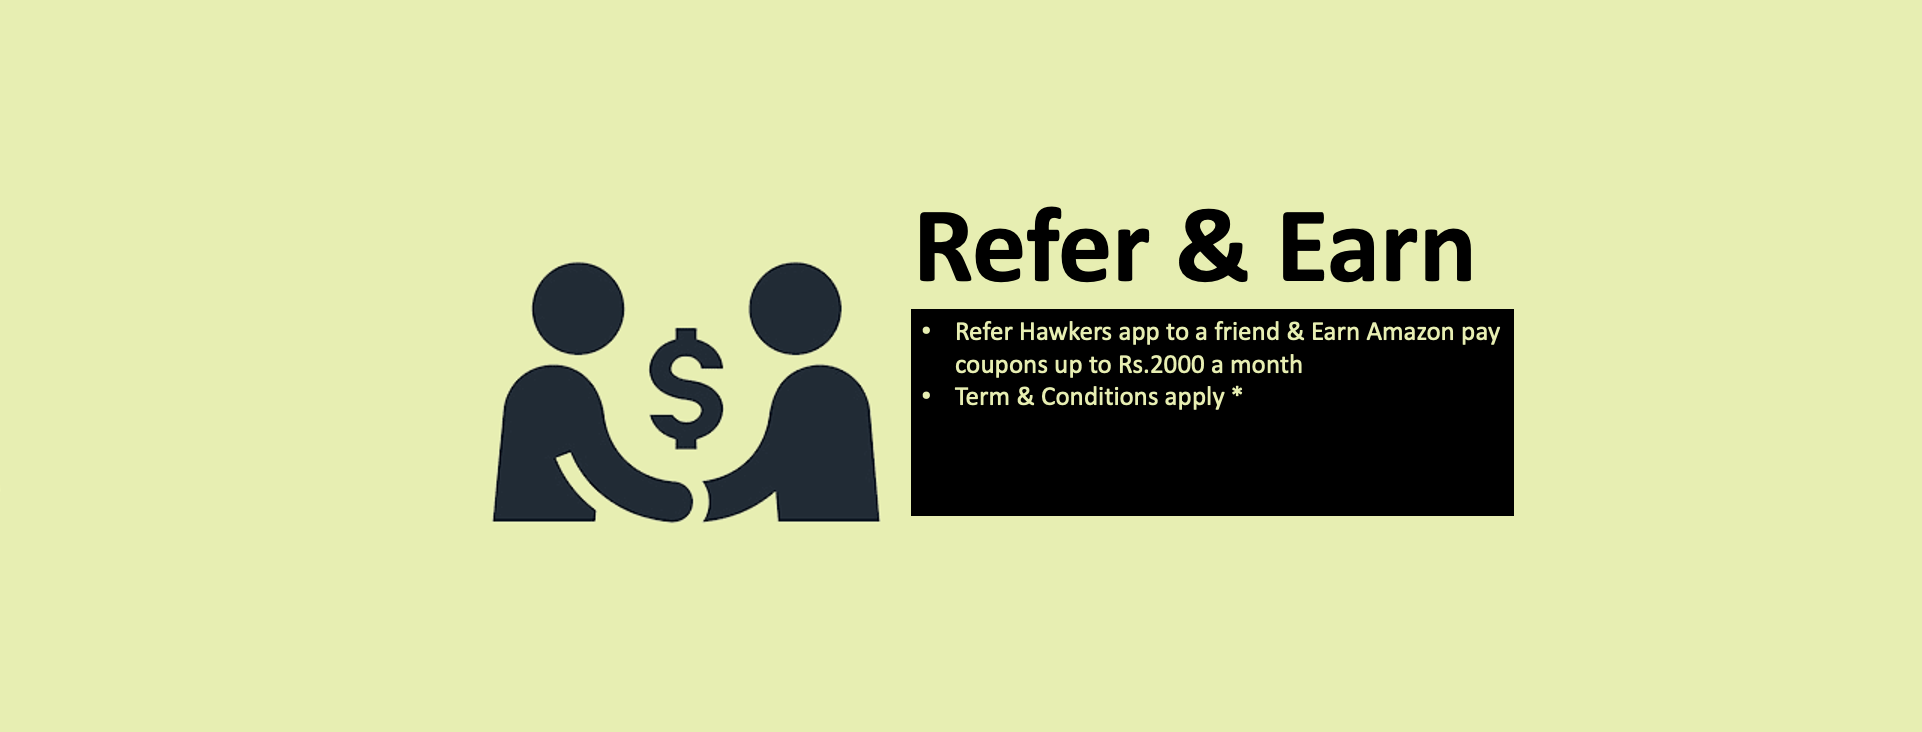 Refer & Earn
• Refer Hawkers app to a friend & Earn Amazon pay
coupons up to Rs.2000 a month
• Term & Conditions apply *
$